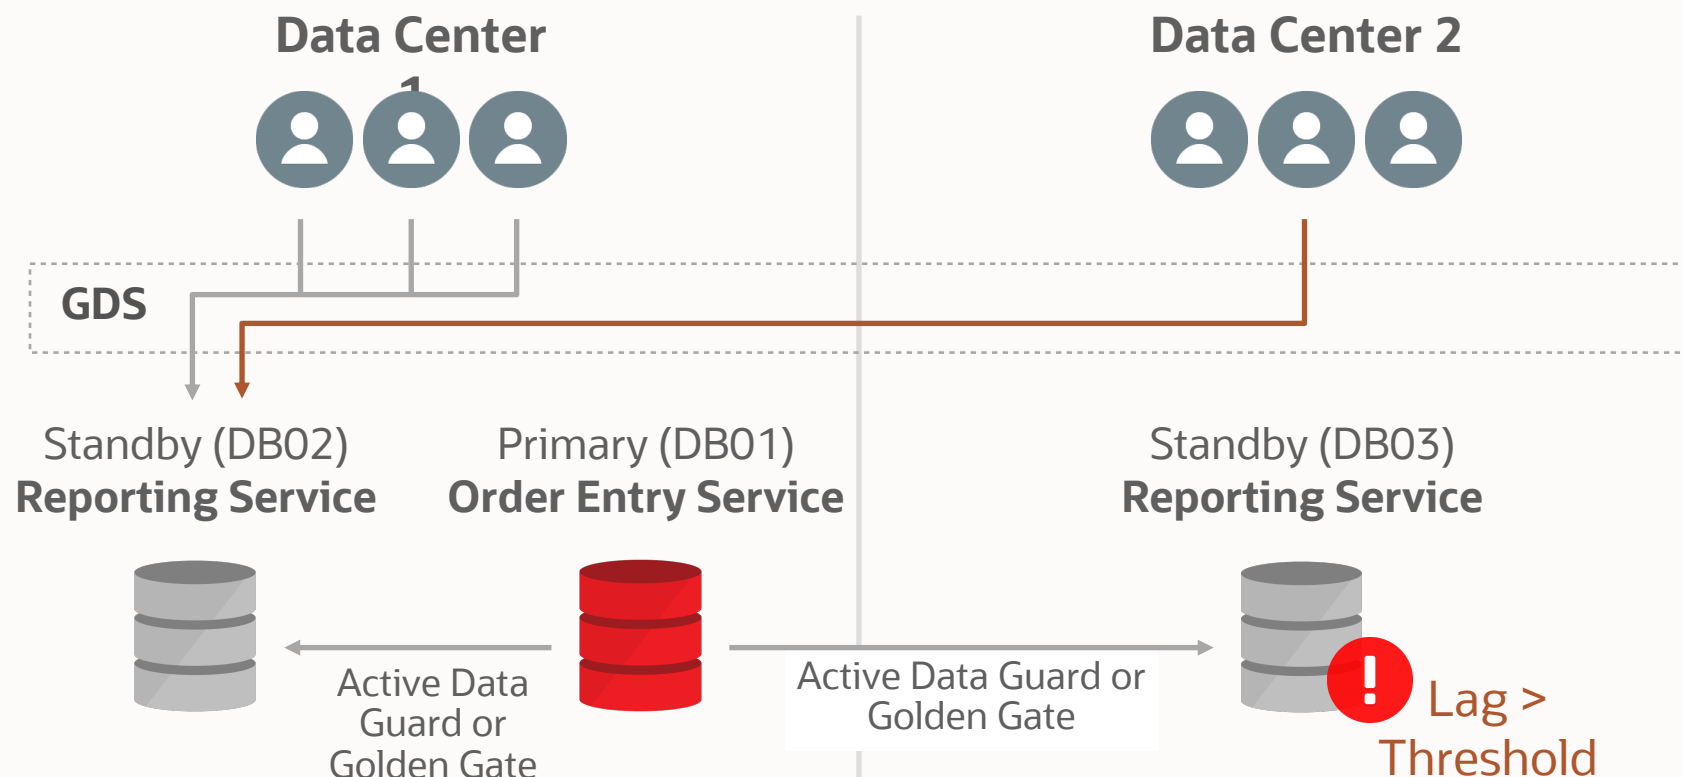 Data Center
1
Data Center 2
GDS
Standby (DB02)
Reporting Service
Primary (DB01)
Order Entry Service
Standby (DB03)
Reporting Service
Active Data
Guard or
Golden Gate
Active Data Guard or
Golden Gate
!
Lag >
Threshold